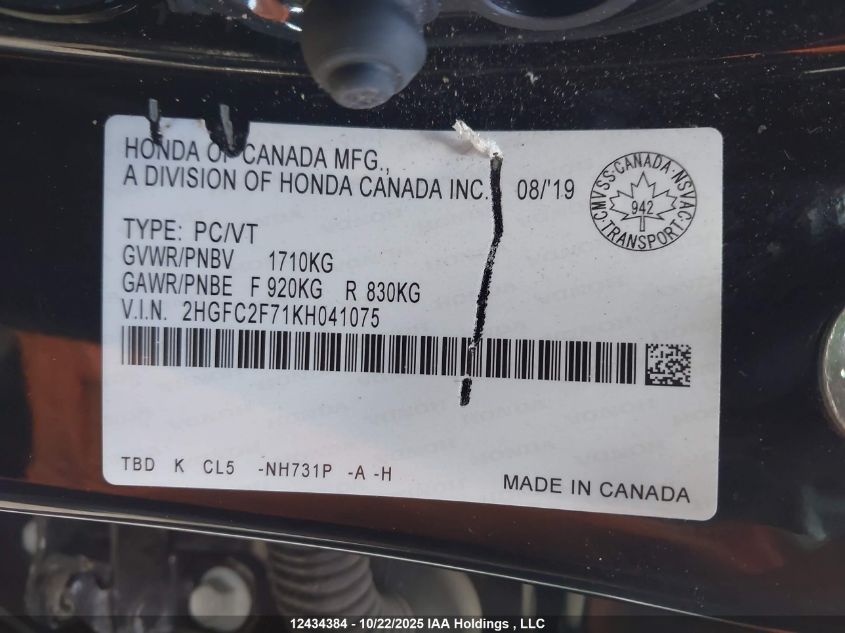 HONDA OF CANADA MFG.,
A DIVISION OF HONDA CANADA INC. 08/'19
CMVSS·CANADA·NSVAC
942
·TRANSPORT·
TYPE: PC/VT
GVWR/PNBV 1710KG
GAWR/PNBE F 920KG R 830KG
V.I.N. 2HGFC2F71KH041075
TBD K CL5 -NH731P -A -H
MADE IN CANADA
12434384 - 10/22/2025 IAA Holdings , LLC